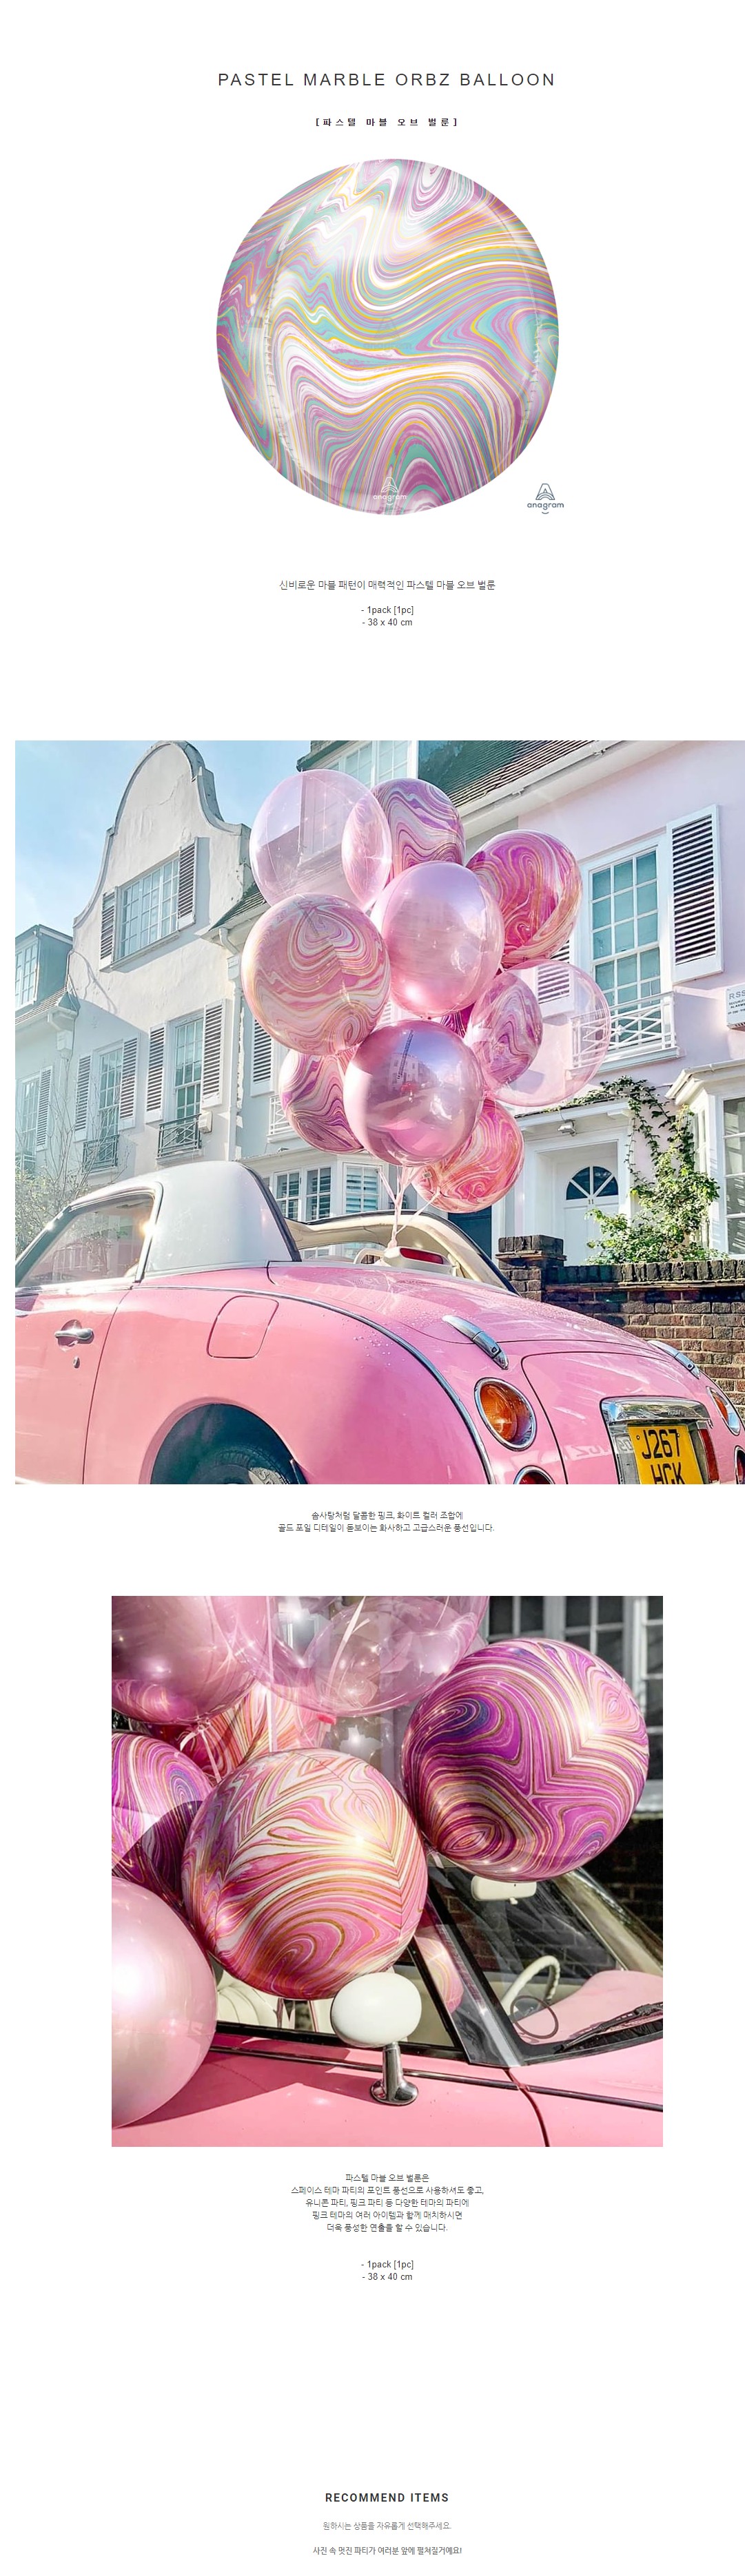 PASTEL MARBLE ORBZ BALLOON
[파스텔 마블 오브 벌룬]
anagram
anagram
신비로운 마블 패턴이 매력적인 파스텔 마블 오브 벌룬
- 1pack [1pc]
- 38 x 40 cm
RSS
11
J267
HCK
솜사탕처럼 달콤한 핑크, 화이트 컬러 조합에
골드 포일 디테일이 돋보이는 화사하고 고급스러운 풍선입니다.
파스텔 마블 오브 벌룬은
스페이스 테마 파티의 포인트 풍선으로 사용하셔도 좋고,
유니콘 파티, 핑크 파티 등 다양한 테마의 파티에
핑크 테마의 여러 아이템과 함께 매치하시면
더욱 풍성한 연출을 할 수 있습니다.
- 1pack [1pc]
- 38 x 40 cm
RECOMMEND ITEMS
원하시는 상품을 자유롭게 선택해주세요.
사진 속 멋진 파티가 여러분 앞에 펼쳐질거예요!